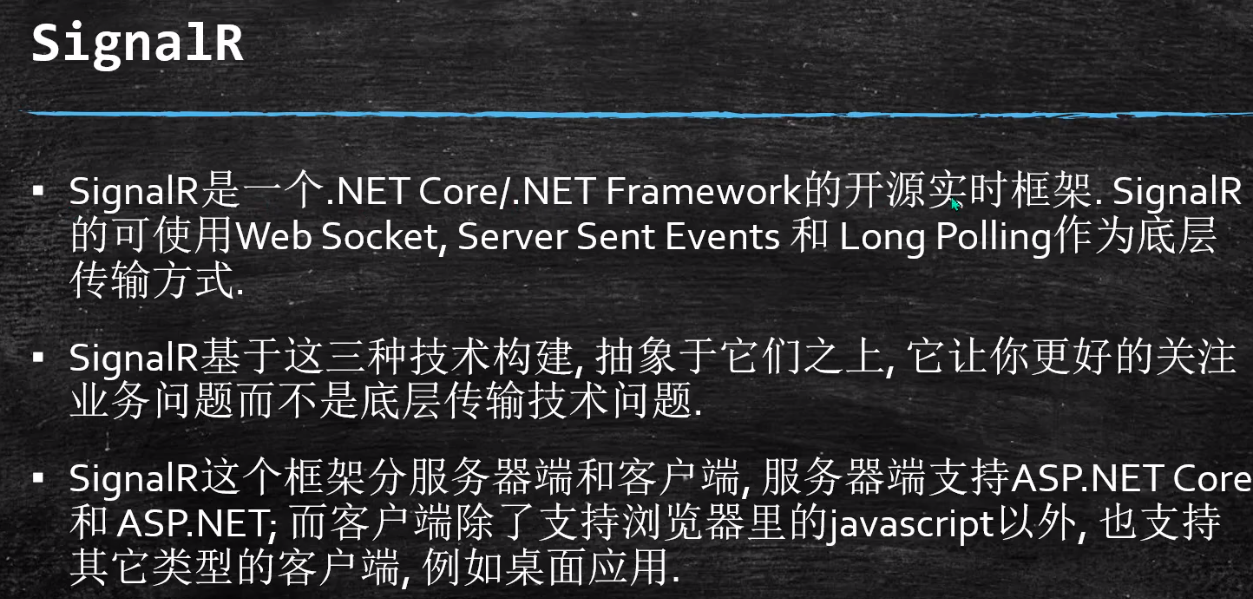 SignalR
▪ SignalR是一个.NET Core/.NET Framework的开源实时框架. SignalR
的可使用Web Socket, Server Sent Events 和 Long Polling作为底层
传输方式.
▪ SignalR基于这三种技术构建, 抽象于它们之上, 它让你更好的关注
业务问题而不是底层传输技术问题.
▪ SignalR这个框架分服务器端和客户端, 服务器端支持ASP.NET Core
和 ASP.NET; 而客户端除了支持浏览器里的javascript以外, 也支持
其它类型的客户端, 例如桌面应用.